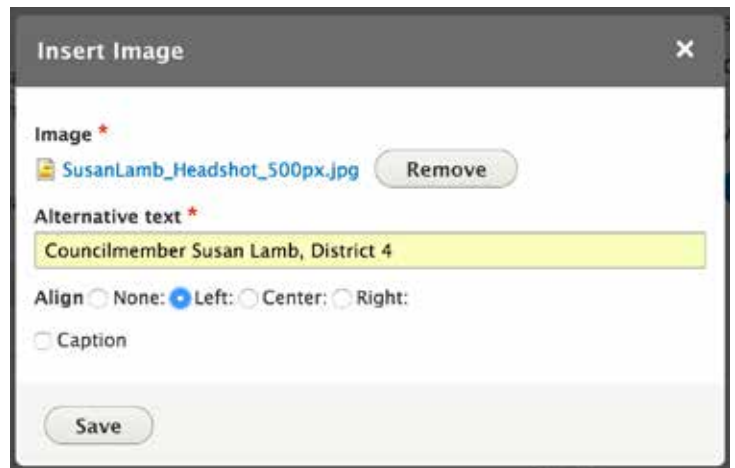 Insert Image ×
Image *
SusanLamb_Headshot_500px.jpg Remove
Alternative text *
Councilmember Susan Lamb, District 4
Align None: Left: Center: Right:
Caption
Save